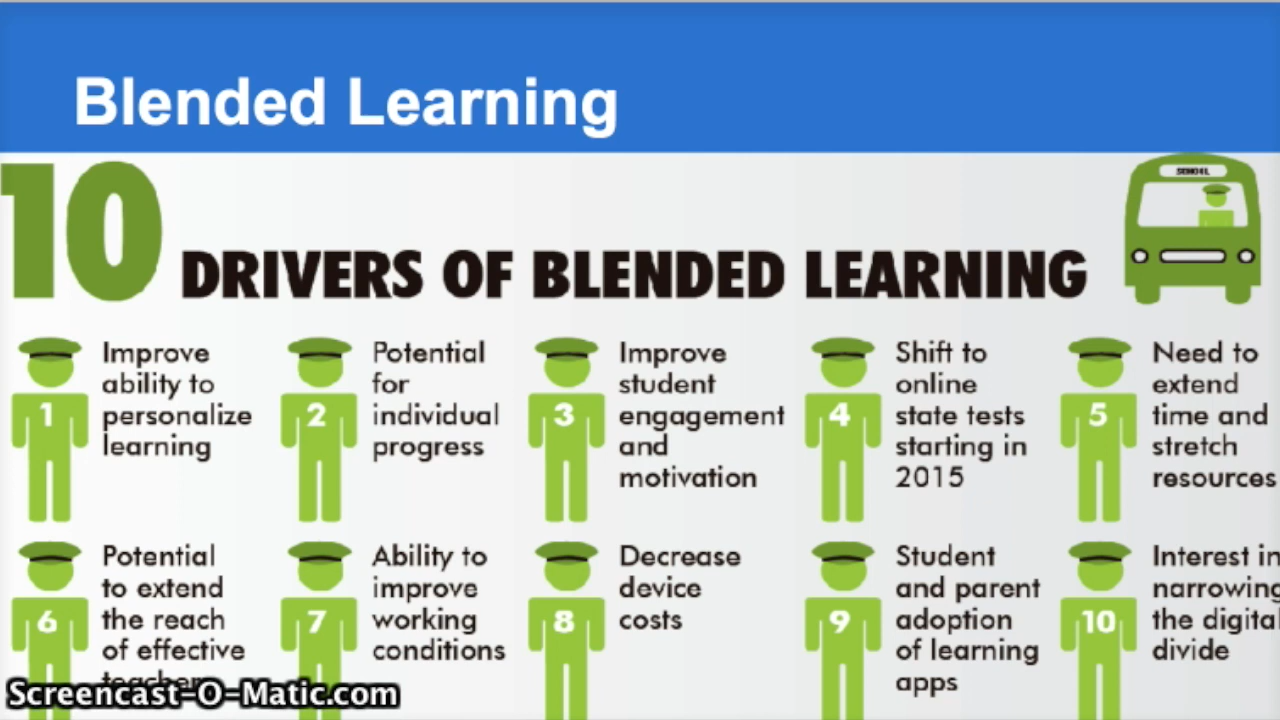 Blended Learning
SCHOOL
10
DRIVERS OF BLENDED LEARNING
1
Improve
ability to
personalize
learning
2
Potential
for
individual
progress
3
Improve
student
engagement
and
motivation
4
Shift to
online
state tests
starting in
2015
5
Need to
extend
time and
stretch
resources
6
Potential
to extend
the reach
of effective
7
Ability to
improve
working
conditions
8
Decrease
device
costs
9
Student
and parent
adoption
of learning
apps
10
Interest in
narrowing
the digital
divide
Screencast-O-Matic.com